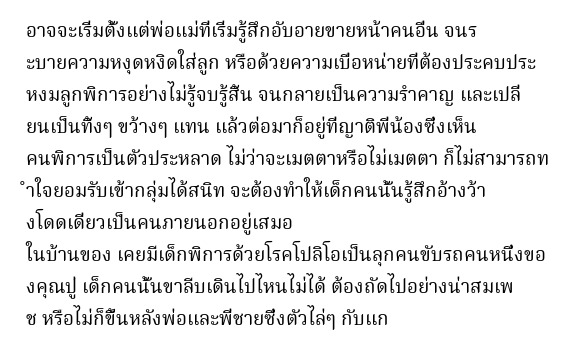 อาจจะเริ่มตั้งแต่พ่อแม่ที่เริ่มรู้สึกอับอายขายหน้าคนอื่น จนร
ะบายความหงุดหงิดใส่ลูก หรือด้วยความเบื่อหน่ายที่ต้องประคบประ
หงมลูกพิการอย่างไม่รู้จบรู้สิ้น จนกลายเป็นความรำคาญ และเปลี่
ยนเป็นทิ้งๆ ขว้างๆ แทน แล้วต่อมาก็อยู่ที่ญาติพี่น้องซึ่งเห็น
คนพิการเป็นตัวประหลาด ไม่ว่าจะเมตตาหรือไม่เมตตา ก็ไม่สามารถท
ำใจยอมรับเข้ากลุ่มได้สนิท จะต้องทำให้เด็กคนนั้นรู้สึกอ้างว้า
งโดดเดี่ยวเป็นคนภายนอกอยู่เสมอ
ในบ้านของ เคยมีเด็กพิการด้วยโรคโปลิโอเป็นลุกคนขับรถคนหนึ่งขอ
งคุณปู่ เด็กคนนั้นขาลีบเดินไปไหนไม่ได้ ต้องถัดไปอย่างน่าสมเพ
ช หรือไม่ก็ขี่ขึ้นหลังพ่อและพี่ชายซึ่งตัวไล่ๆ กับแก